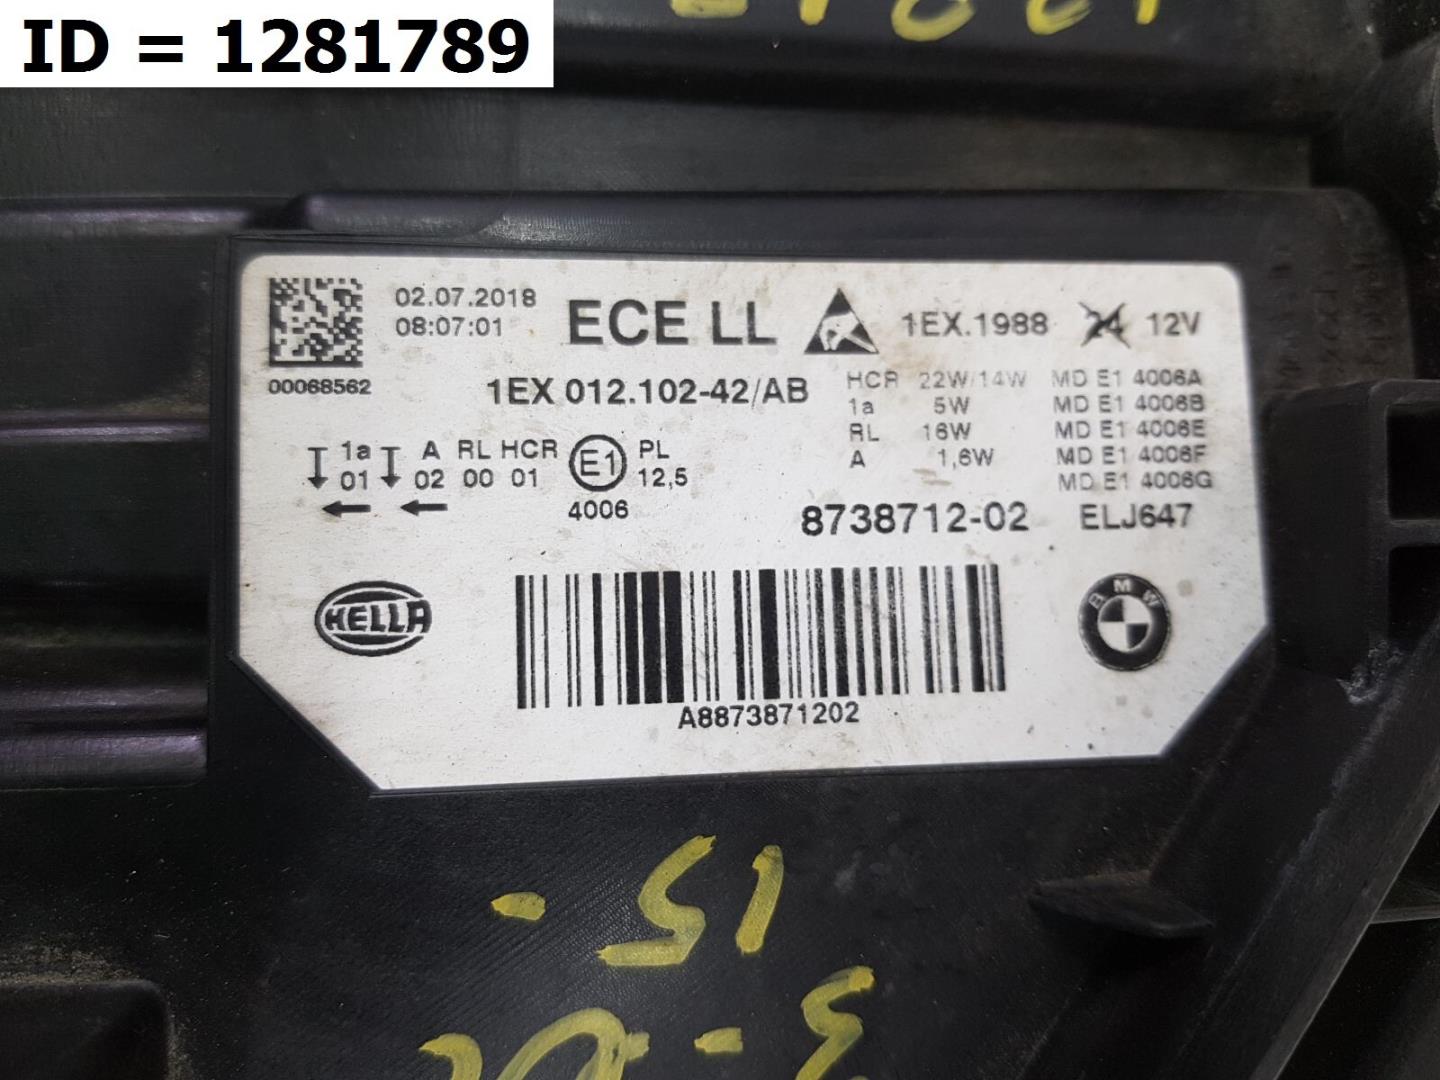 ID = 1281789
02.07.2018
08:07:01
ECE LL
1EX.1988 24 12V
00068562
1EX 012.102-42/AB
HCR 22W/14W MD E1 4006A
1a 5W MD E1 4006B
RL 16W MD E1 4006E
A 1,6W MD E1 4006F
MD E1 4006G
1a A RL HCR E1 PL
01 02 00 01 12,5
4006
8738712-02 ELJ647
HELLA
BMW
A8873871202
15-